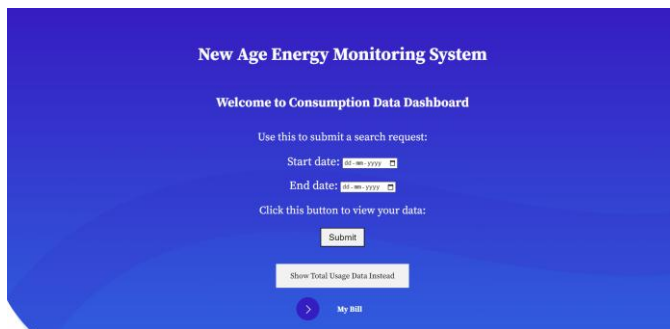 New Age Energy Monitoring System
Welcome to Consumption Data Dashboard
Use this to submit a search request:
Start date: dd-mm-yyyy
End date: dd-mm-yyyy
Click this button to view your data:
Submit
Show Total Usage Data Instead
My Bill